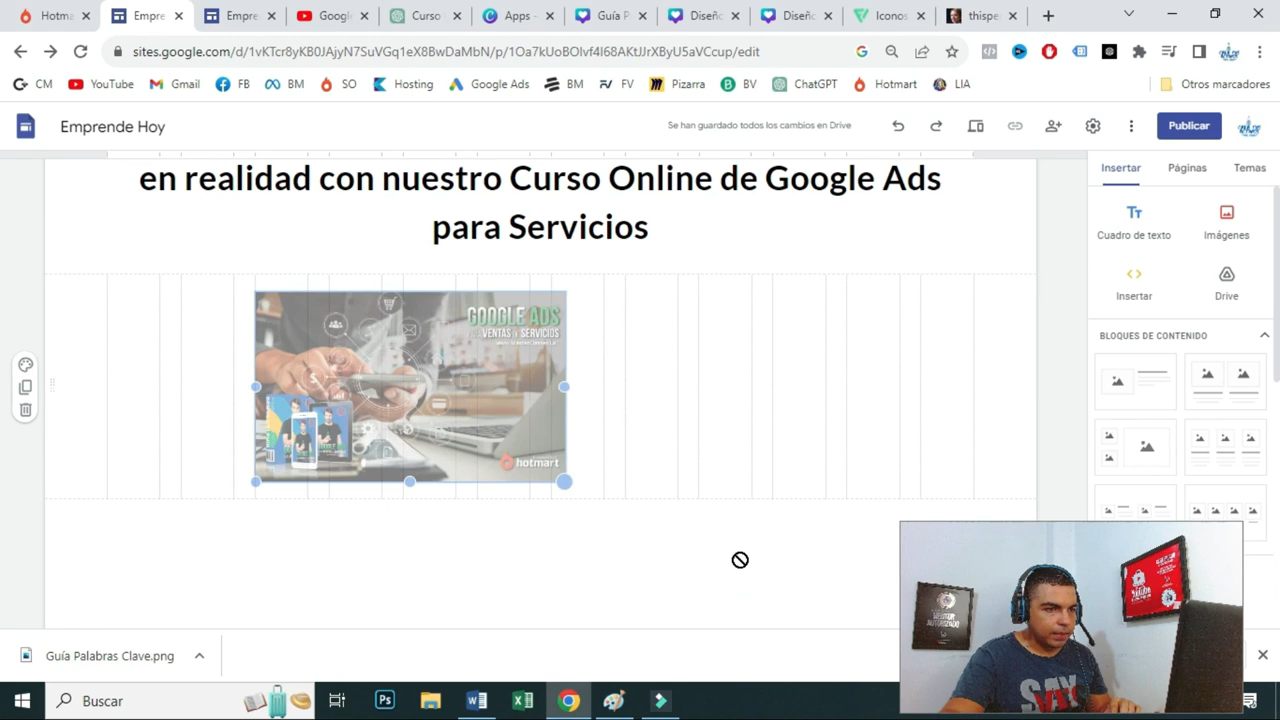 Hotma
Empre
Empre
Google
Curso
Apps -
Guía P
Diseño
Diseño
Iconos
thispe
sites.google.com/d/1vKTcr8yKB0JAjyN7SuVGq1eX8BwDaMbN/p/1Oa7kUoBOlvf4I68AKtJJrXByU5aVCcup/edit
CM
YouTube
Gmail
FB
BM
SO
Hosting
Google Ads
BM
FV
Pizarra
BV
ChatGPT
Hotmart
LIA
Otros marcadores
Emprende Hoy
Se han guardado todos los cambios en Drive
Publicar
Insertar
Páginas
Temas
en realidad con nuestro Curso Online de Google Ads
para Servicios
Cuadro de texto
Imágenes
Insertar
Drive
BLOQUES DE CONTENIDO
GOOGLE ADS
VENTAS Y SERVICIOS
hotmart
Guía Palabras Clave.png
Buscar
SAY